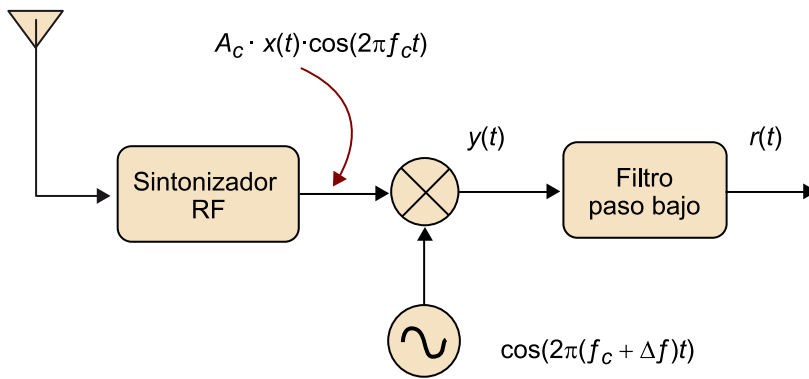 A_c · x(t)·cos(2πf_ct)
y(t)
r(t)
Sintonizador
RF
Filtro
paso bajo
cos(2π(f_c + Δf)t)